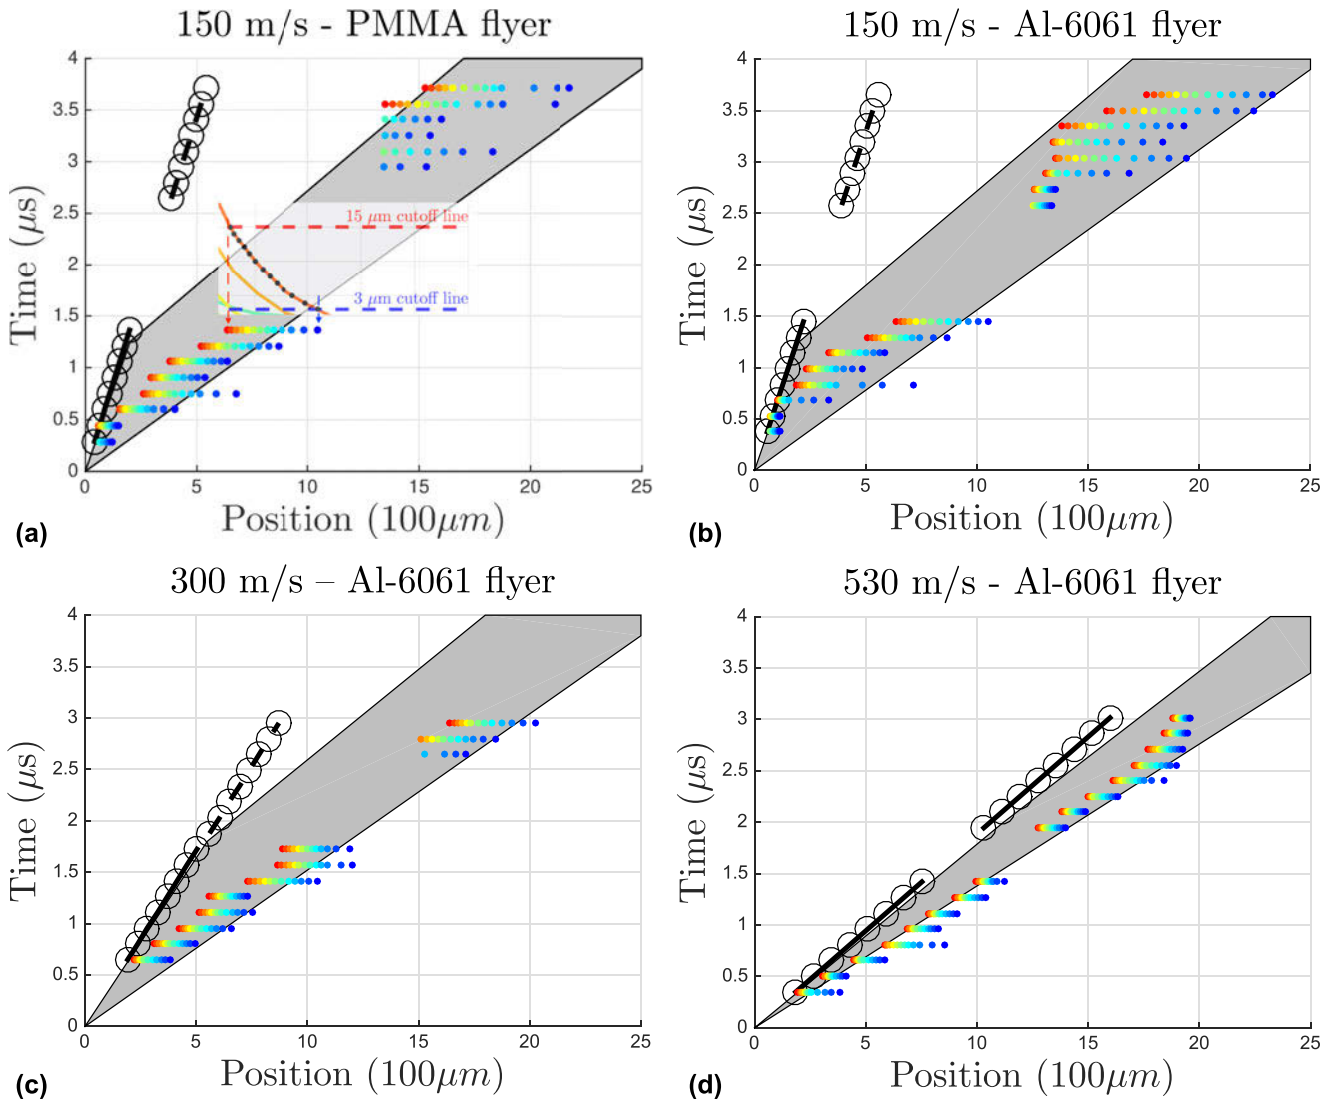 150 m/s - PMMA flyer
4
3.5
3
2.5
2
1.5
1
0.5
0
Time (μs)
15 μm cutoff line
3 μm cutoff line
0 5 10 15 20 25
Position (100μm)
(a)
150 m/s - Al-6061 flyer
4
3.5
3
2.5
2
1.5
1
0.5
0
Time (μs)
0 5 10 15 20 25
Position (100μm)
(b)
300 m/s – Al-6061 flyer
4
3.5
3
2.5
2
1.5
1
0.5
0
Time (μs)
0 5 10 15 20 25
Position (100μm)
(c)
530 m/s - Al-6061 flyer
4
3.5
3
2.5
2
1.5
1
0.5
0
Time (μs)
0 5 10 15 20 25
Position (100μm)
(d)